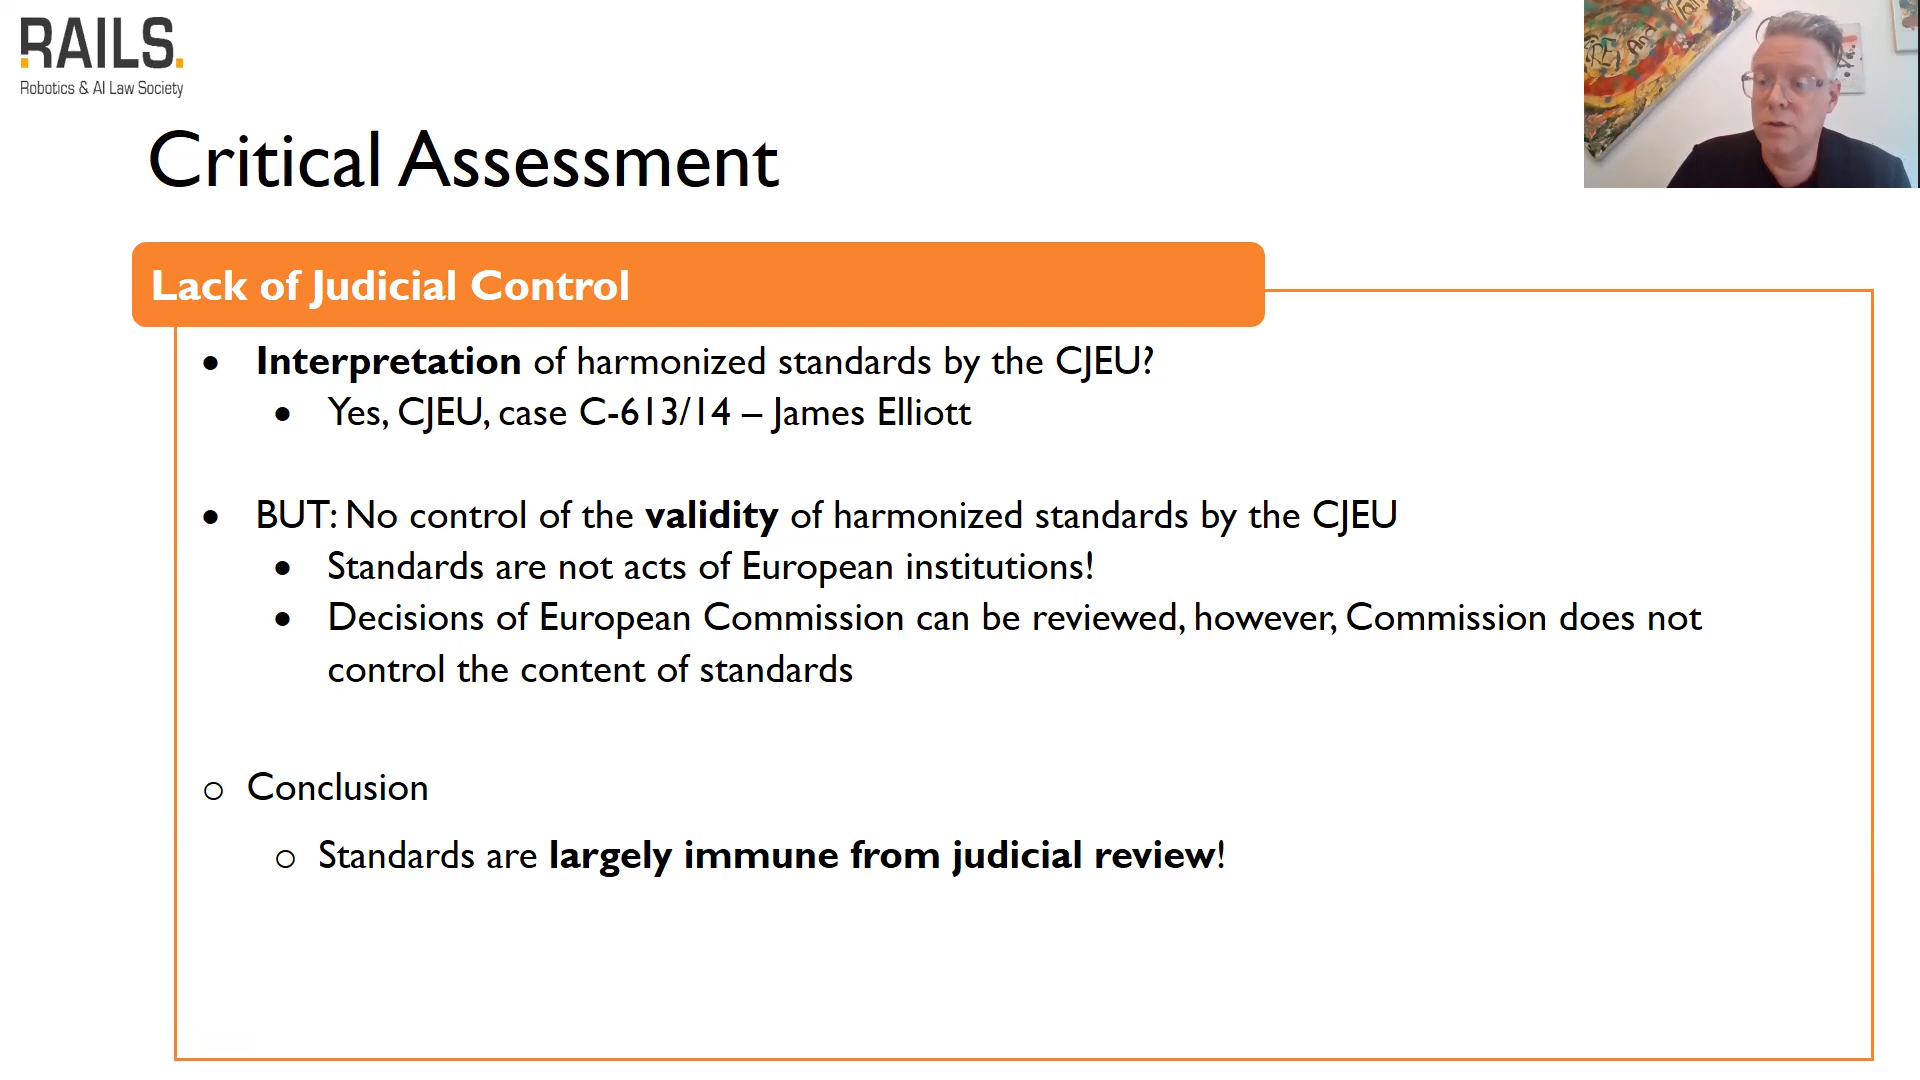 RAILS.
Robotics & AI Law Society
Critical Assessment
Lack of Judicial Control
• Interpretation of harmonized standards by the CJEU?
• Yes, CJEU, case C-613/14 – James Elliott
• BUT: No control of the validity of harmonized standards by the CJEU
• Standards are not acts of European institutions!
• Decisions of European Commission can be reviewed, however, Commission does not
control the content of standards
o Conclusion
o Standards are largely immune from judicial review!